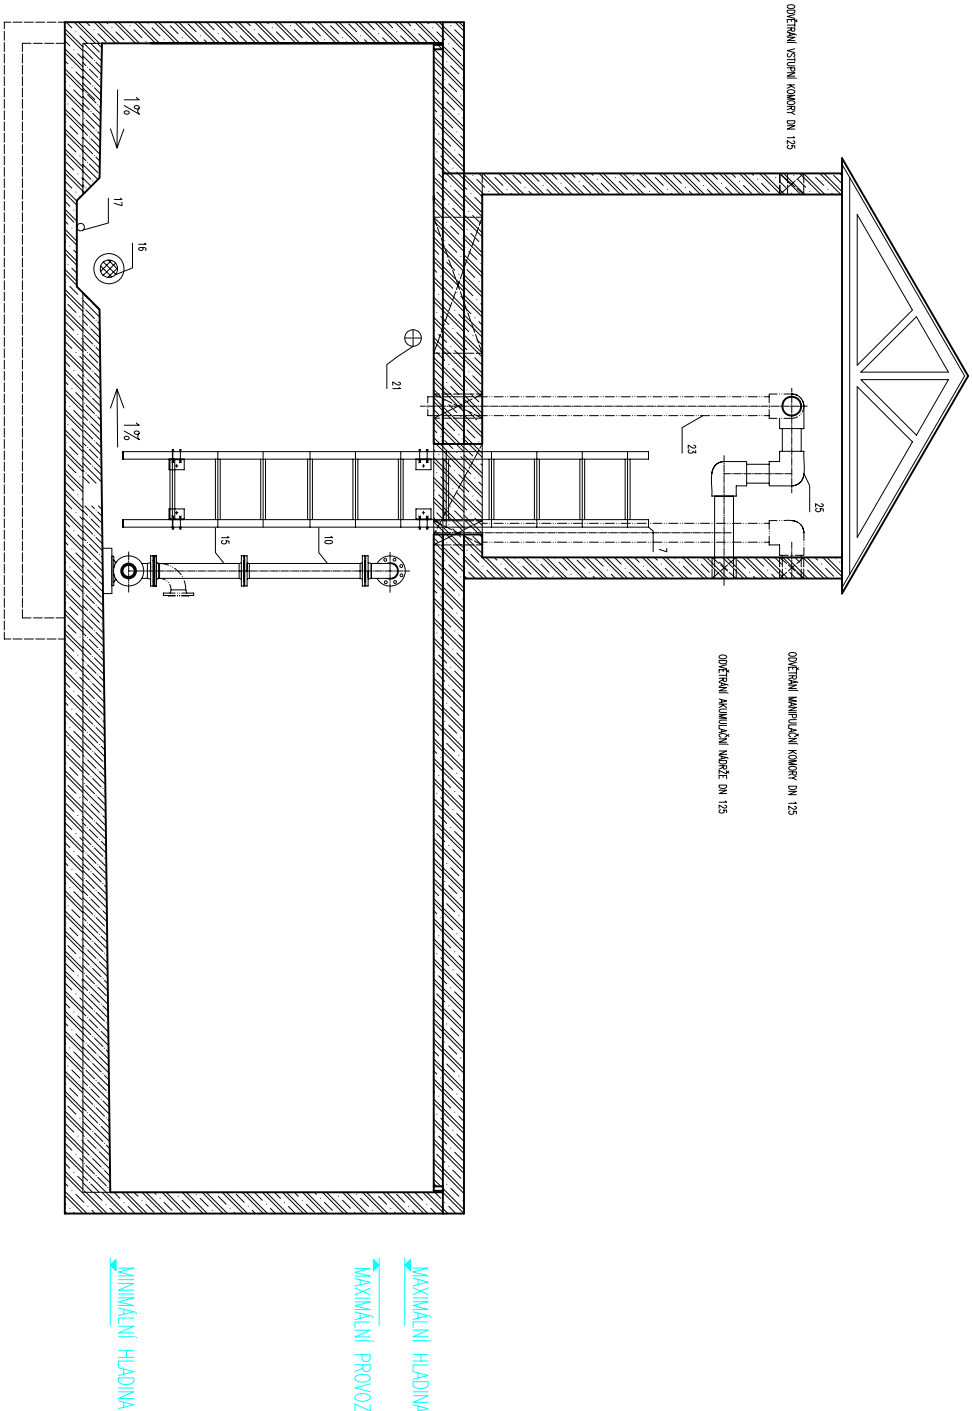 ODVĚTRÁNÍ VSTUPNÍ KOMORY DN 125
ODVĚTRÁNÍ MANIPULAČNÍ KOMORY DN 125
ODVĚTRÁNÍ AKUMULAČNÍ NÁDRŽE DN 125
25
23
7
21
10
15
16
17
1%
1%
MAXIMÁLNÍ HLADINA
MAXIMÁLNÍ PROVOZ
MINIMÁLNÍ HLADINA